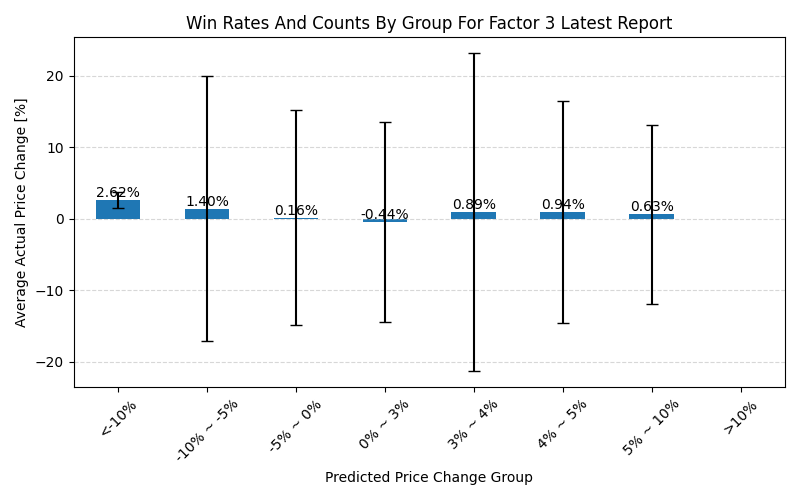 Win Rates And Counts By Group For Factor 3 Latest Report
Average Actual Price Change [%]
20
10
0
−10
−20
2.62%
1.40%
0.16%
-0.44%
0.89%
0.94%
0.63%
<-10%
-10% ~ -5%
-5% ~ 0%
0% ~ 3%
3% ~ 4%
4% ~ 5%
5% ~ 10%
>10%
Predicted Price Change Group